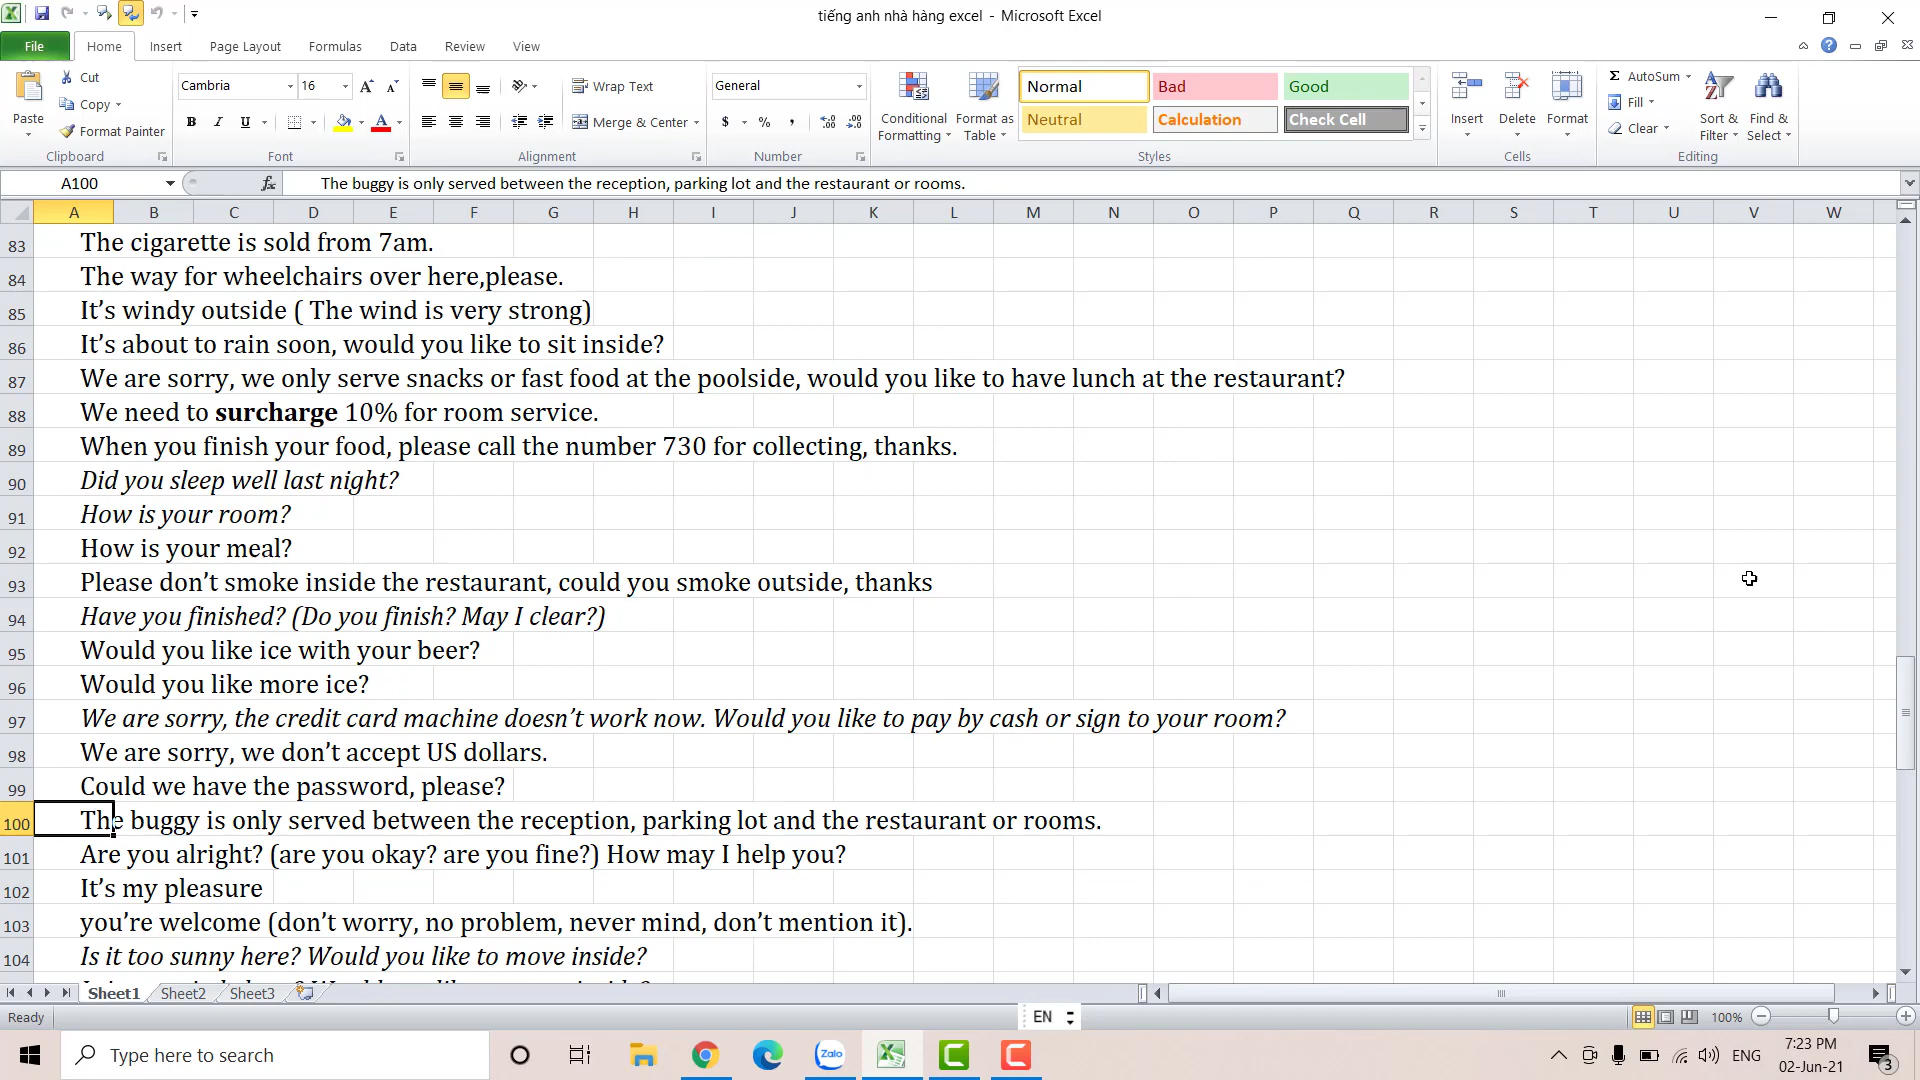 tiếng anh nhà hàng excel - Microsoft Excel
File Home Insert Page Layout Formulas Data Review View
Paste
Cut
Copy
Format Painter
Clipboard
Cambria 16
B I U
Font
Wrap Text
Merge & Center
Alignment
General
$ % ,
Number
Conditional Formatting
Format as Table
Normal Bad Good
Neutral Calculation Check Cell
Styles
Insert Delete Format
Cells
AutoSum
Fill
Clear
Sort & Filter
Find & Select
Editing
A100 fx The buggy is only served between the reception, parking lot and the restaurant or rooms.
A B C D E F G H I J K L M N O P Q R S T U V W
83 The cigarette is sold from 7am.
84 The way for wheelchairs over here,please.
85 It’s windy outside ( The wind is very strong)
86 It’s about to rain soon, would you like to sit inside?
87 We are sorry, we only serve snacks or fast food at the poolside, would you like to have lunch at the restaurant?
88 We need to surcharge 10% for room service.
89 When you finish your food, please call the number 730 for collecting, thanks.
90 Did you sleep well last night?
91 How is your room?
92 How is your meal?
93 Please don’t smoke inside the restaurant, could you smoke outside, thanks
94 Have you finished? (Do you finish? May I clear?)
95 Would you like ice with your beer?
96 Would you like more ice?
97 We are sorry, the credit card machine doesn’t work now. Would you like to pay by cash or sign to your room?
98 We are sorry, we don’t accept US dollars.
99 Could we have the password, please?
100 The buggy is only served between the reception, parking lot and the restaurant or rooms.
101 Are you alright? (are you okay? are you fine?) How may I help you?
102 It’s my pleasure
103 you’re welcome (don’t worry, no problem, never mind, don’t mention it).
104 Is it too sunny here? Would you like to move inside?
Sheet1 Sheet2 Sheet3
Ready EN 100%
Type here to search
Zalo
ENG
7:23 PM
02-Jun-21
3